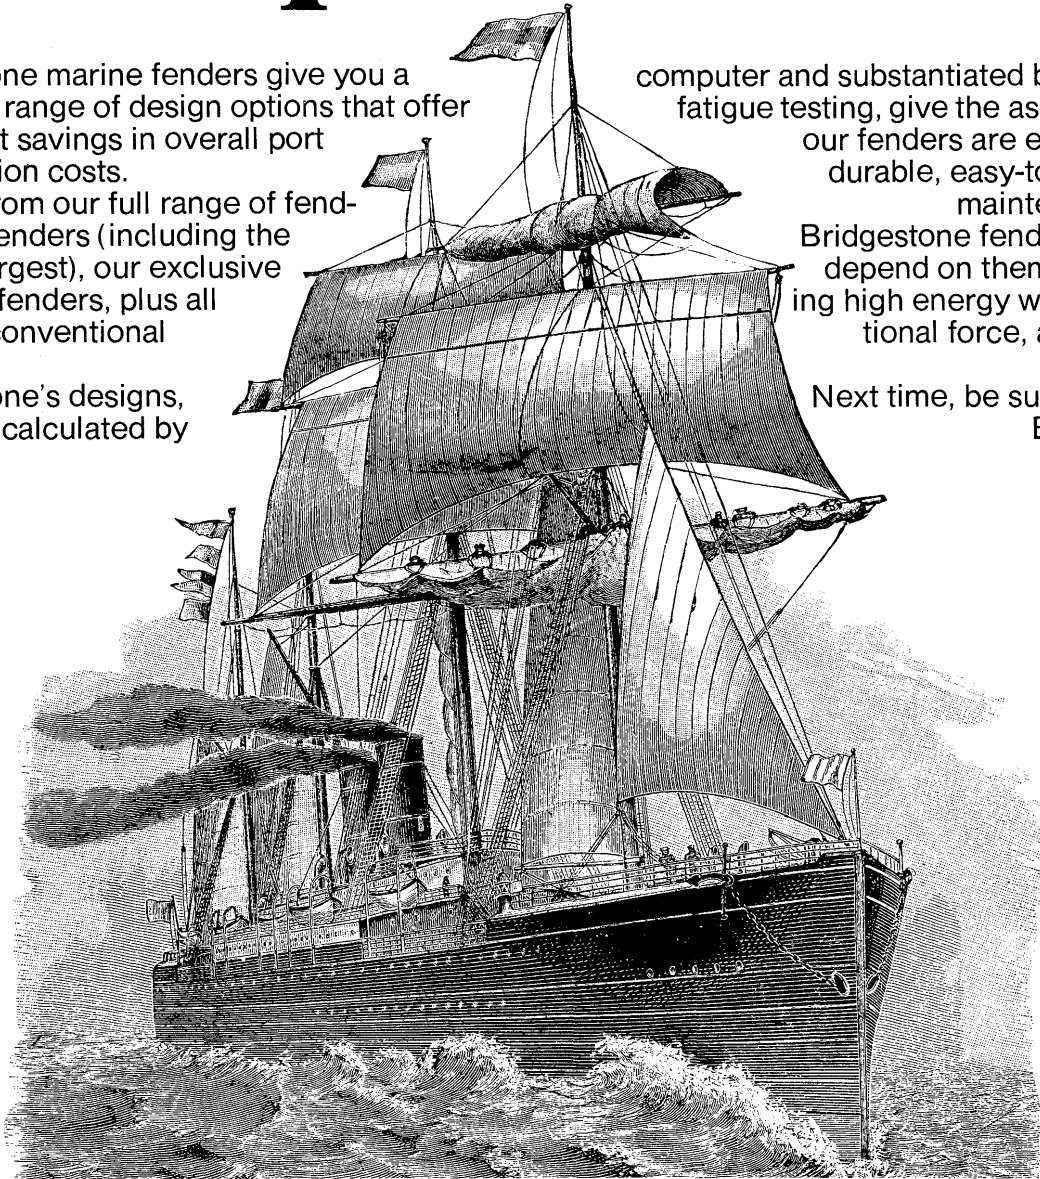 one marine fenders give you a
range of design options that offer
t savings in overall port
ion costs.
rom our full range of fend-
enders (including the
rgest), our exclusive
fenders, plus all
conventional
one's designs,
calculated by
computer and substantiated b
fatigue testing, give the as
our fenders are e
durable, easy-to
mainte
Bridgestone fend
depend on them
ing high energy w
tional force, a
Next time, be su
B